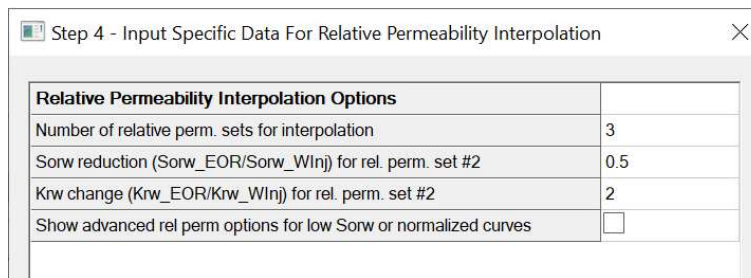 Step 4 - Input Specific Data For Relative Permeability Interpolation
Relative Permeability Interpolation Options
Number of relative perm. sets for interpolation 3
Sorw reduction (Sorw_EOR/Sorw_WInj) for rel. perm. set #2 0.5
Krw change (Krw_EOR/Krw_WInj) for rel. perm. set #2 2
Show advanced rel perm options for low Sorw or normalized curves